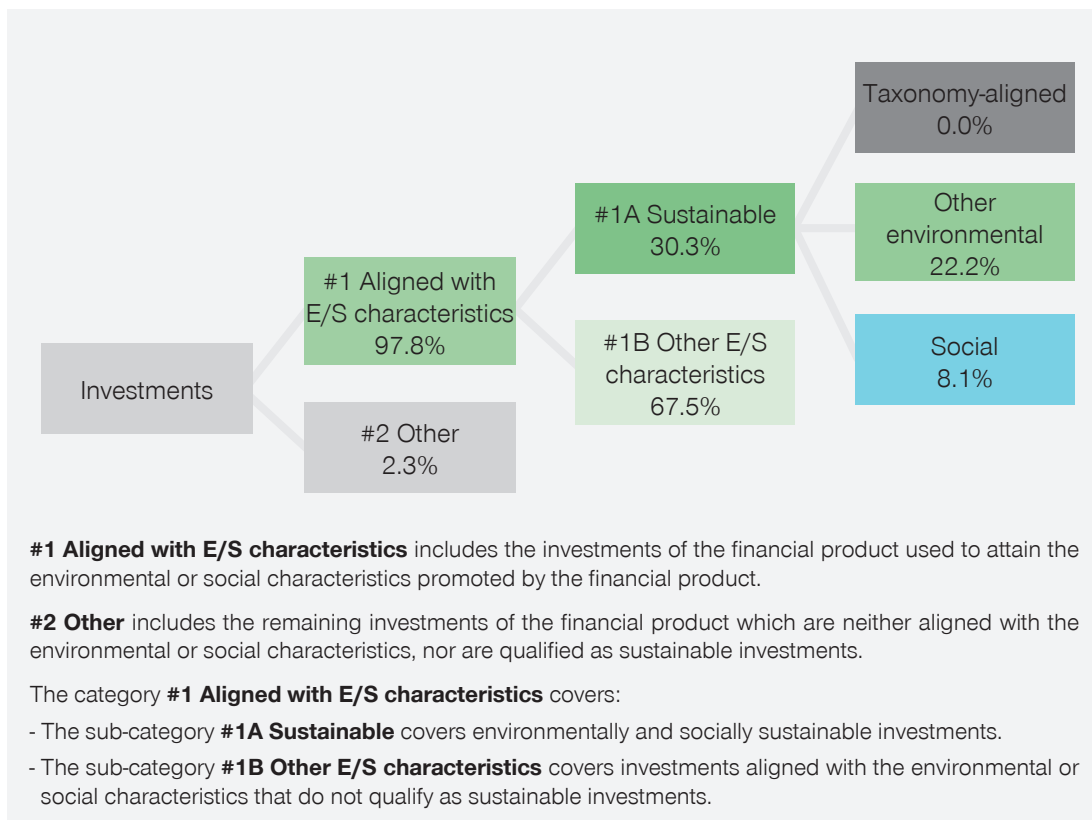 Taxonomy-aligned
0.0%
#1A Sustainable
30.3%
Other
environmental
22.2%
#1 Aligned with
E/S characteristics
97.8%
#1B Other E/S
characteristics
67.5%
Social
8.1%
Investments
#2 Other
2.3%
#1 Aligned with E/S characteristics includes the investments of the financial product used to attain the
environmental or social characteristics promoted by the financial product.
#2 Other includes the remaining investments of the financial product which are neither aligned with the
environmental or social characteristics, nor are qualified as sustainable investments.
The category #1 Aligned with E/S characteristics covers:
- The sub-category #1A Sustainable covers environmentally and socially sustainable investments.
- The sub-category #1B Other E/S characteristics covers investments aligned with the environmental or
social characteristics that do not qualify as sustainable investments.